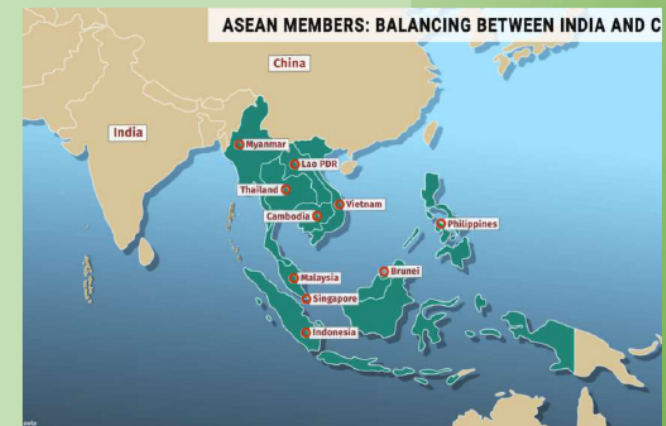 ASEAN MEMBERS: BALANCING BETWEEN INDIA AND C
China
India
Myanmar
Lao PDR
Thailand
Vietnam
Cambodia
Philippines
Malaysia
Brunei
Singapore
Indonesia